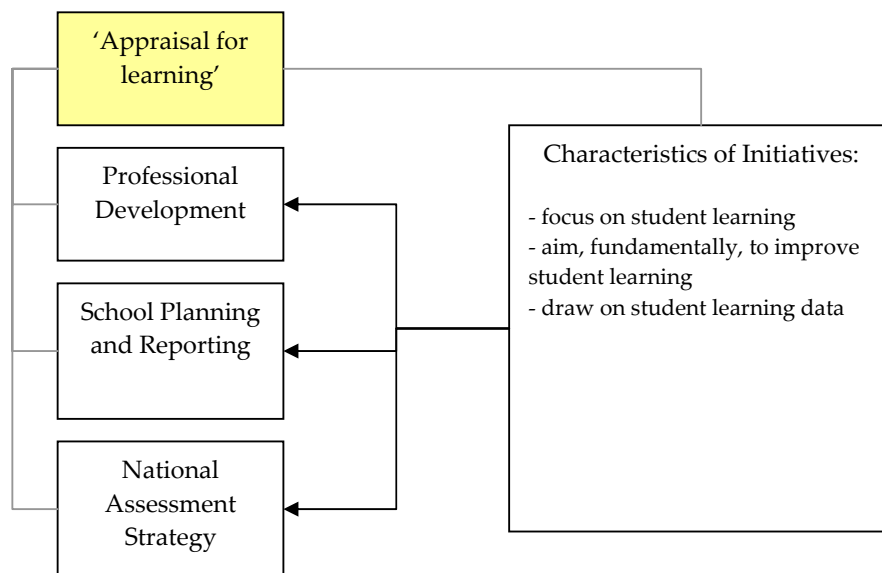 ‘Appraisal for
learning’
Professional
Development
School Planning
and Reporting
National
Assessment
Strategy
Characteristics of Initiatives:
- focus on student learning
- aim, fundamentally, to improve
student learning
- draw on student learning data